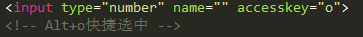 <input type="number" name="" accesskey="o">
<!-- Alt+o快捷选中 -->